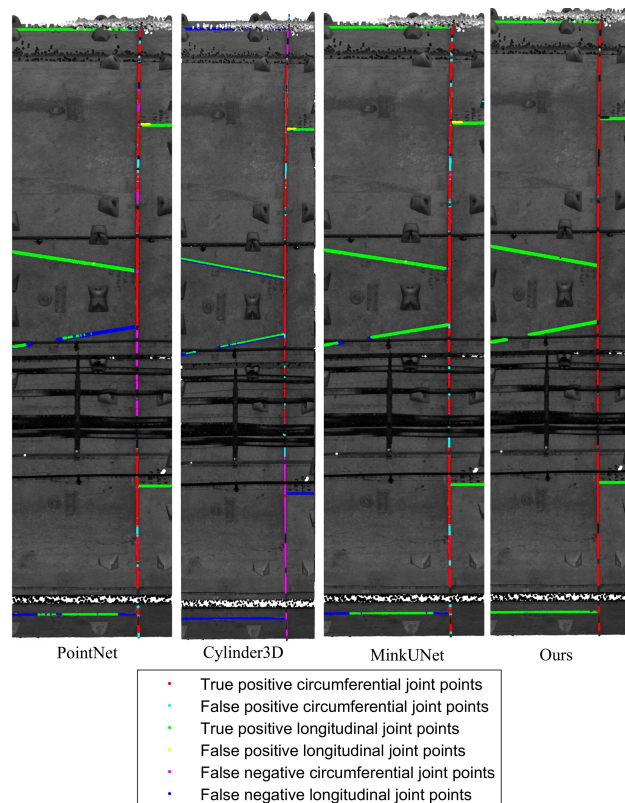 PointNet
Cylinder3D
MinkUNet
Ours
True positive circumferential joint points
False positive circumferential joint points
True positive longitudinal joint points
False positive longitudinal joint points
False negative circumferential joint points
False negative longitudinal joint points